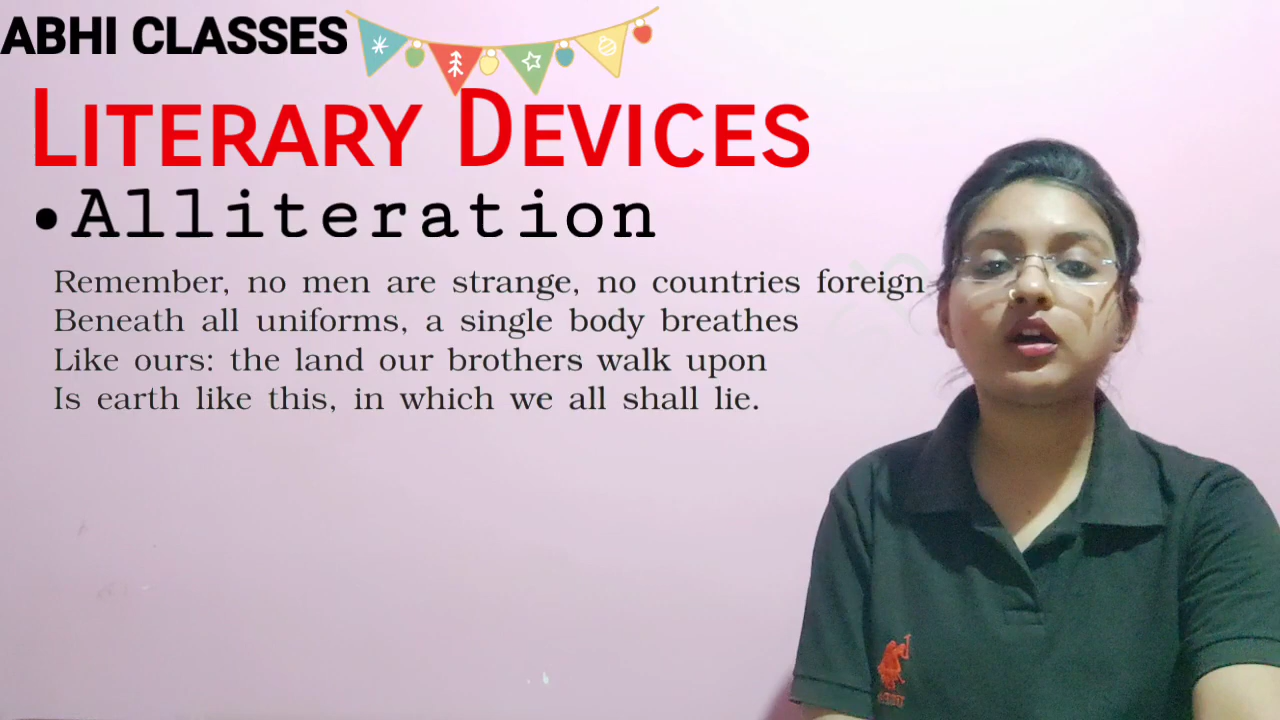 ABHI CLASSES
LITERARY DEVICES
•Alliteration
Remember, no men are strange, no countries foreign
Beneath all uniforms, a single body breathes
Like ours: the land our brothers walk upon
Is earth like this, in which we all shall lie.